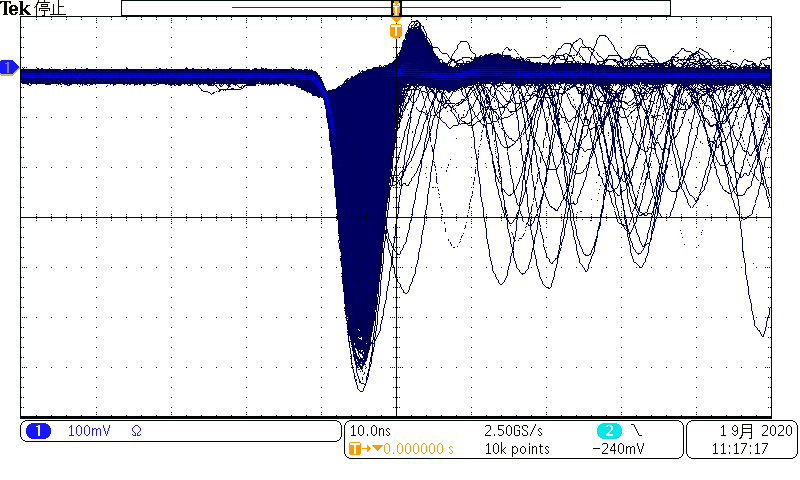 Tek 停止
T
T
1
1 100mV Ω 10.0ns 2.50GS/s 2 1 9月 2020
T→▼0.000000 s 10k points −240mV 11:17:17